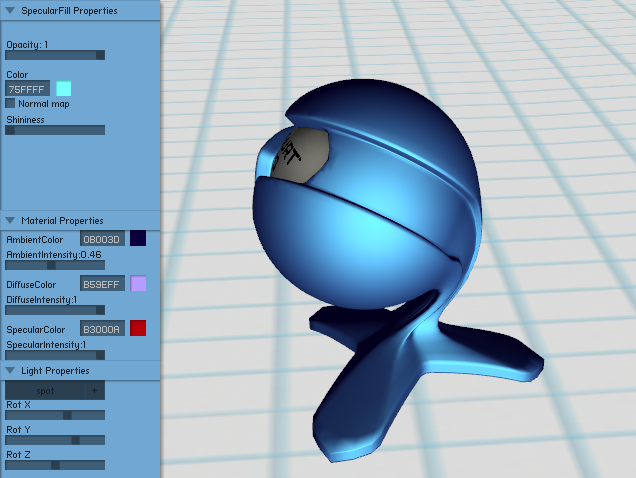 SpecularFill Properties
Opacity: 1
Color
75FFFF
Normal map
Shininess
Material Properties
AmbientColor 0B003D
AmbientIntensity:0.46
DiffuseColor B59EFF
DiffuseIntensity:1
SpecularColor B3000A
SpecularIntensity:1
Light Properties
spot +
Rot X
Rot Y
Rot Z